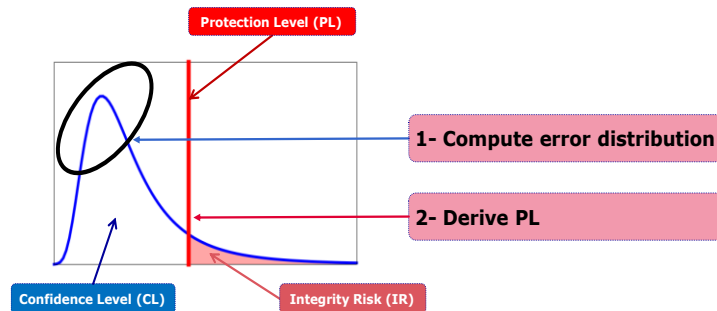 Protection Level (PL)
1- Compute error distribution
2- Derive PL
Confidence Level (CL)
Integrity Risk (IR)